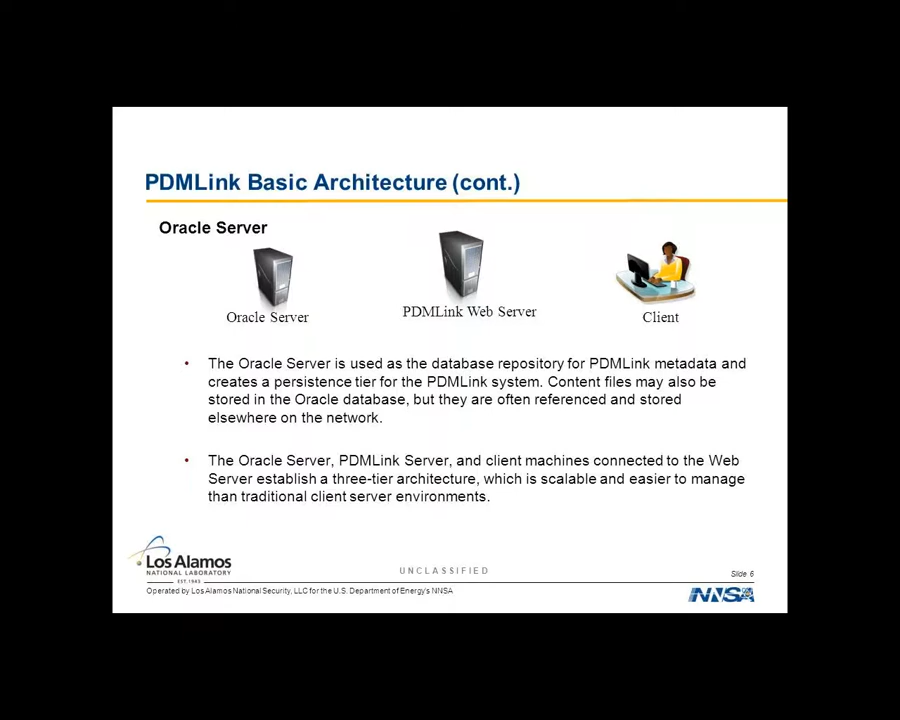 PDMLink Basic Architecture (cont.)
Oracle Server
Oracle Server
PDMLink Web Server
Client
• The Oracle Server is used as the database repository for PDMLink metadata and
creates a persistence tier for the PDMLink system. Content files may also be
stored in the Oracle database, but they are often referenced and stored
elsewhere on the network.
• The Oracle Server, PDMLink Server, and client machines connected to the Web
Server establish a three-tier architecture, which is scalable and easier to manage
than traditional client server environments.
Los Alamos
NATIONAL LABORATORY
EST. 1943
UNCLASSIFIED
Slide 6
Operated by Los Alamos National Security, LLC for the U.S. Department of Energy's NNSA
NNSA